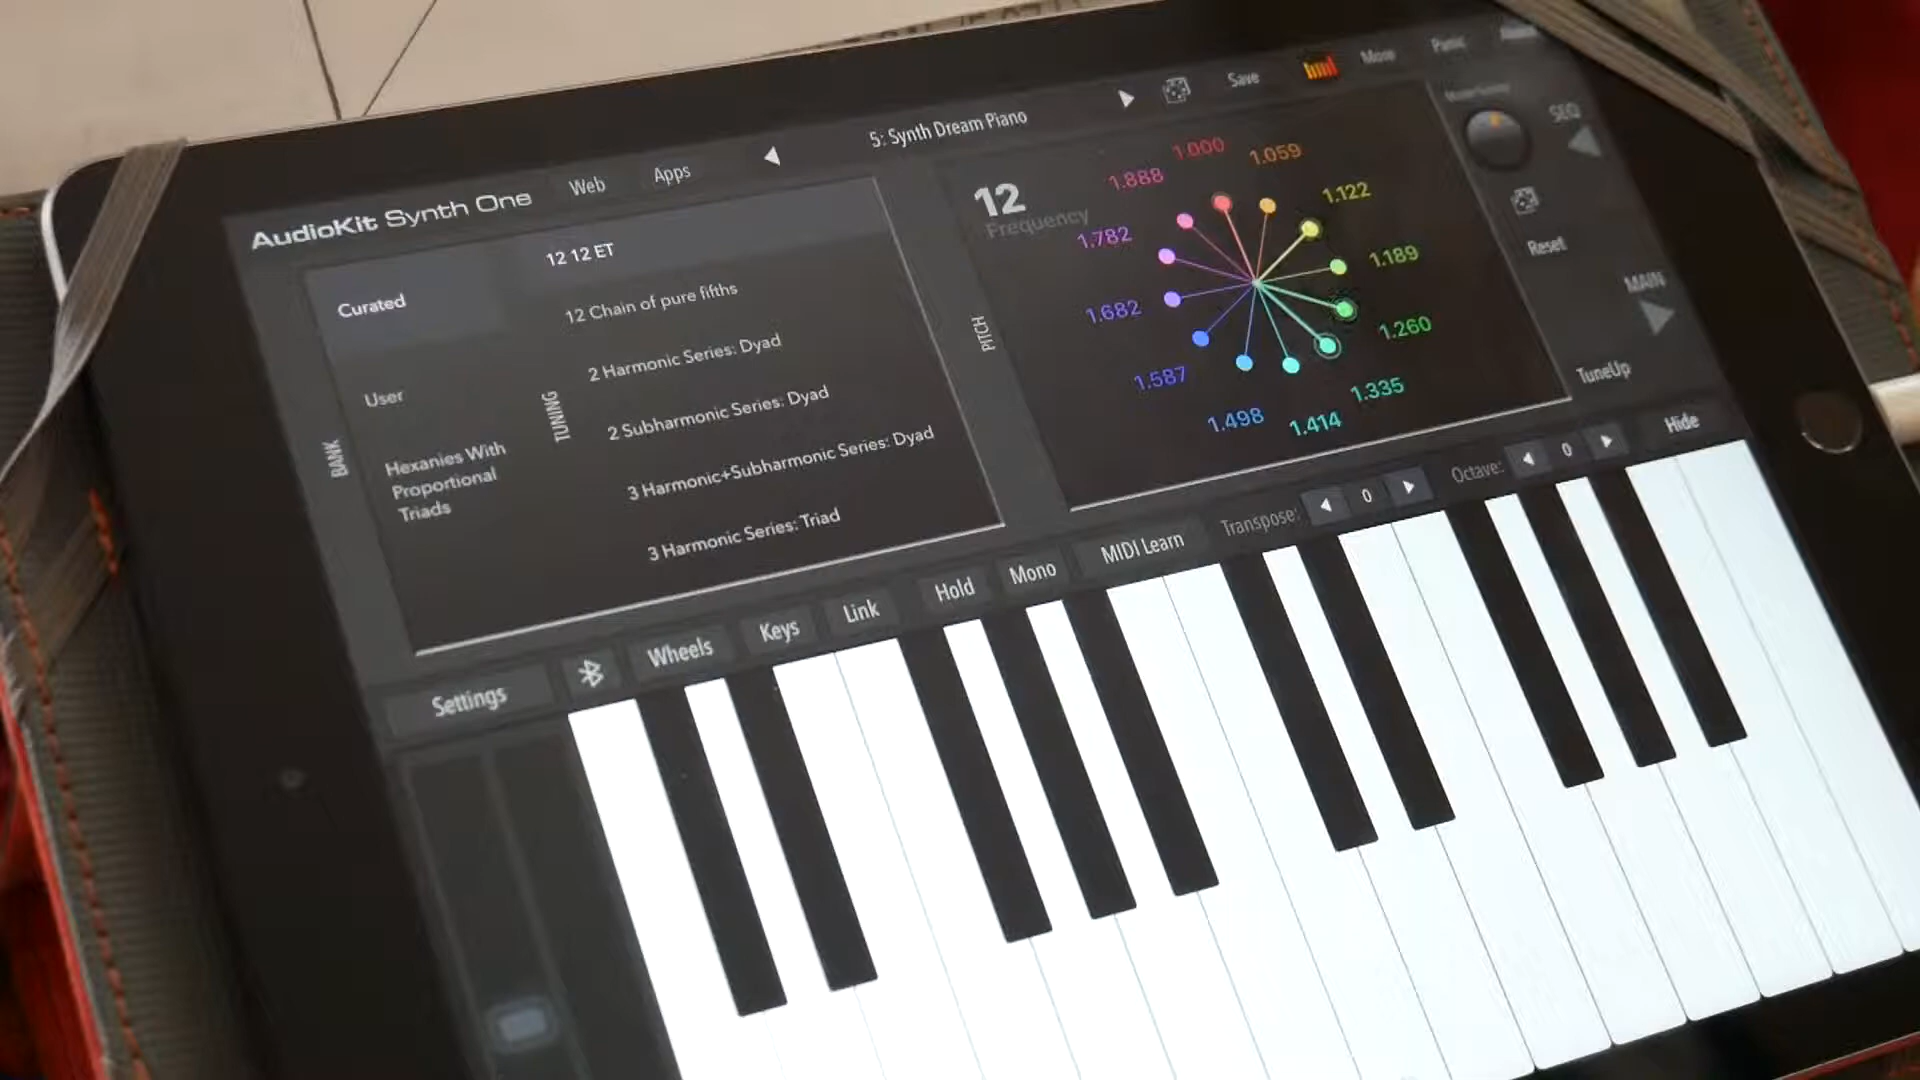 AudioKit Synth One
Web
Apps
5: Synth Dream Piano
Save
More
Panic
BANK
Curated
User
Hexanies With
Proportional
Triads
TUNING
12 12 ET
12 Chain of pure fifths
2 Harmonic Series: Dyad
2 Subharmonic Series: Dyad
3 Harmonic+Subharmonic Series: Dyad
3 Harmonic Series: Triad
PITCH
12
Frequency
1.000
1.059
1.122
1.189
1.260
1.335
1.414
1.498
1.587
1.682
1.782
1.888
SEQ
Reset
MAIN
TuneUp
Settings
Wheels
Keys
Link
Hold
Mono
MIDI Learn
Transpose:
0
Octave:
0
Hide